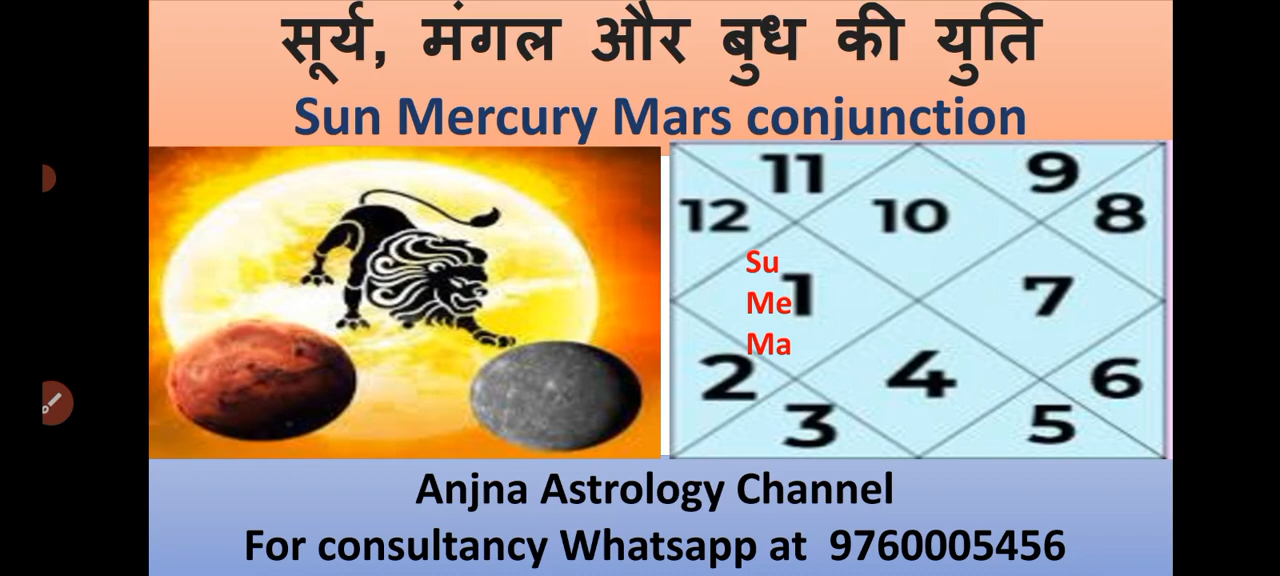 सूर्य, मंगल और बुध की युति
Sun Mercury Mars conjunction
11
9
12
10
8
Su
Me 1
7
Ma
2
4
6
3
5
Anjna Astrology Channel
For consultancy Whatsapp at 9760005456